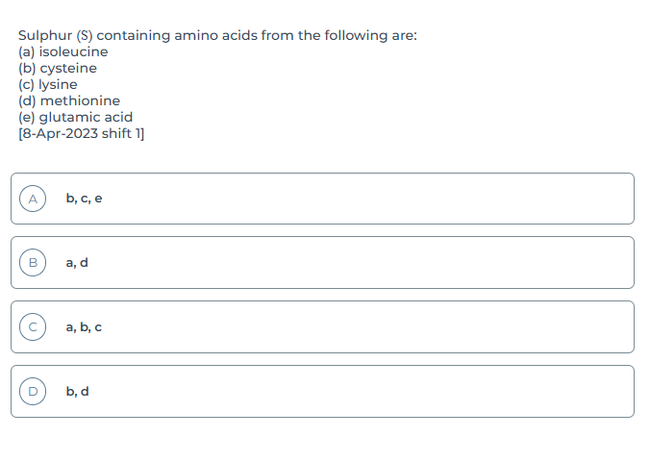 Sulphur (S) containing amino acids from the following are:
(a) isoleucine
(b) cysteine
(c) lysine
(d) methionine
(e) glutamic acid
[8-Apr-2023 shift 1]
A b, c, e
B a, d
C a, b, c
D b, d